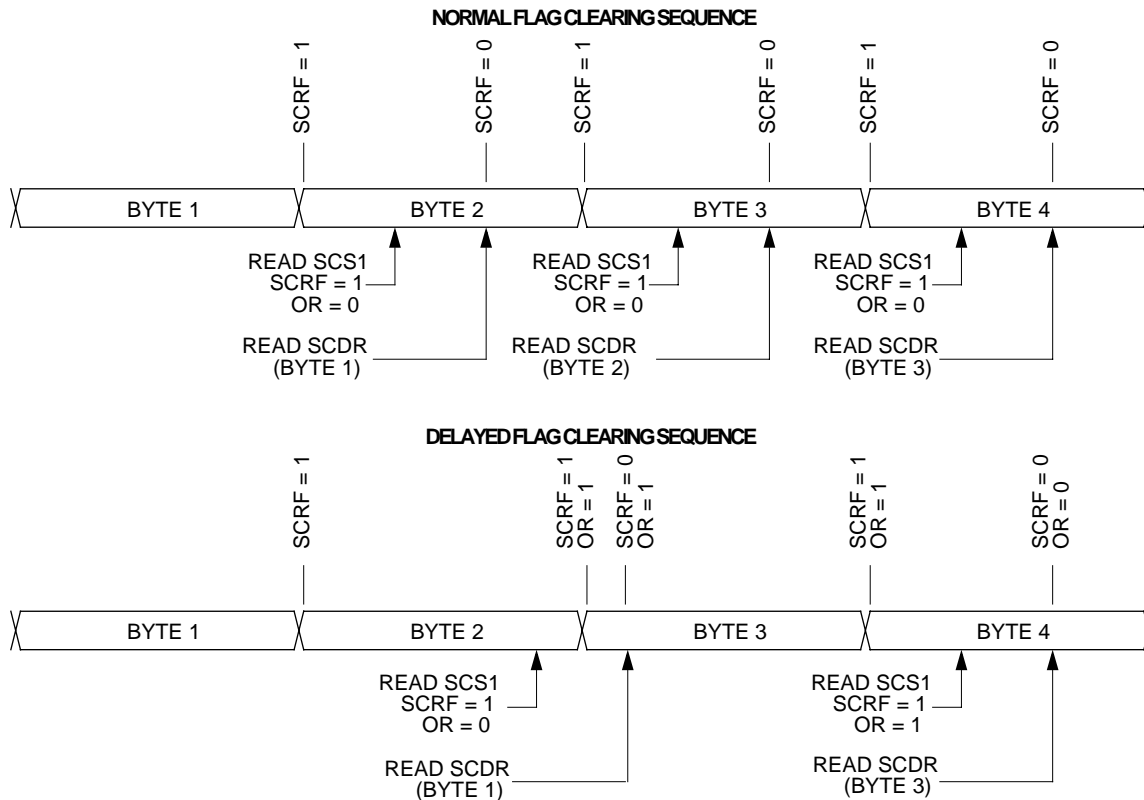 NORMAL FLAG CLEARING SEQUENCE
SCRF = 1
SCRF = 0
SCRF = 1
SCRF = 0
SCRF = 1
SCRF = 0
BYTE 1
BYTE 2
BYTE 3
BYTE 4
READ SCS1
SCRF = 1
OR = 0
READ SCS1
SCRF = 1
OR = 0
READ SCS1
SCRF = 1
OR = 0
READ SCDR
(BYTE 1)
READ SCDR
(BYTE 2)
READ SCDR
(BYTE 3)
DELAYED FLAG CLEARING SEQUENCE
SCRF = 1
SCRF = 1
OR = 1
SCRF = 0
OR = 1
SCRF = 1
OR = 1
SCRF = 0
OR = 0
BYTE 1
BYTE 2
BYTE 3
BYTE 4
READ SCS1
SCRF = 1
OR = 0
READ SCS1
SCRF = 1
OR = 1
READ SCDR
(BYTE 1)
READ SCDR
(BYTE 3)